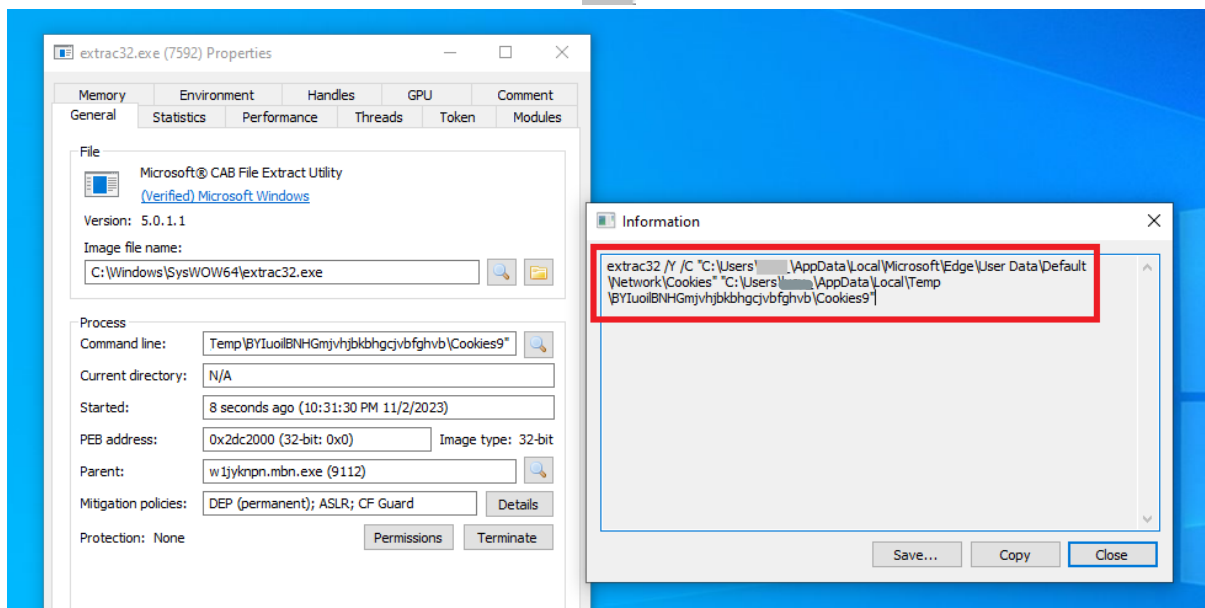 extrac32.exe (7592) Properties
Memory Environment Handles GPU Comment
General Statistics Performance Threads Token Modules
File
Microsoft® CAB File Extract Utility
(Verified) Microsoft Windows
Version: 5.0.1.1
Image file name:
C:\Windows\SysWOW64\extrac32.exe
Process
Command line: Temp\BYIuoilBNHGmjvhjbkbhgcjvbfghvb\Cookies9"
Current directory: N/A
Started: 8 seconds ago (10:31:30 PM 11/2/2023)
PEB address: 0x2dc2000 (32-bit: 0x0) Image type: 32-bit
Parent: w1jyknpn.mbn.exe (9112)
Mitigation policies: DEP (permanent); ASLR; CF Guard Details
Protection: None Permissions Terminate
Information
extrac32 /Y /C "C:\Users\ \AppData\Local\Microsoft\Edge\User Data\Default
\Network\Cookies" "C:\Users\ \AppData\Local\Temp
\BYIuoilBNHGmjvhjbkbhgcjvbfghvb\Cookies9"
Save... Copy Close